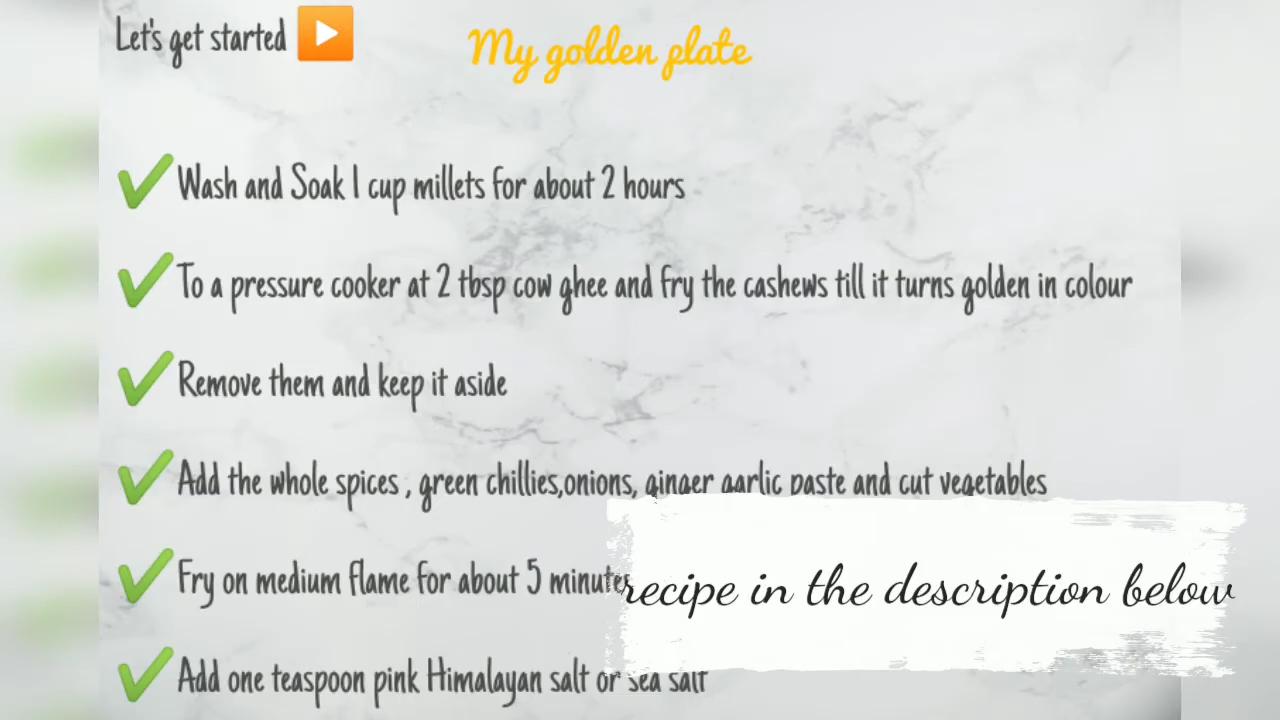 Let's get started
My golden plate
Wash and Soak 1 cup millets for about 2 hours
To a pressure cooker at 2 tbsp cow ghee and fry the cashews till it turns golden in colour
Remove them and keep it aside
Add the whole spices , green chillies,onions, ginger garlic paste and cut vegetables
Fry on medium flame for about 5 minutes
recipe in the description below
Add one teaspoon pink Himalayan salt or sea salt